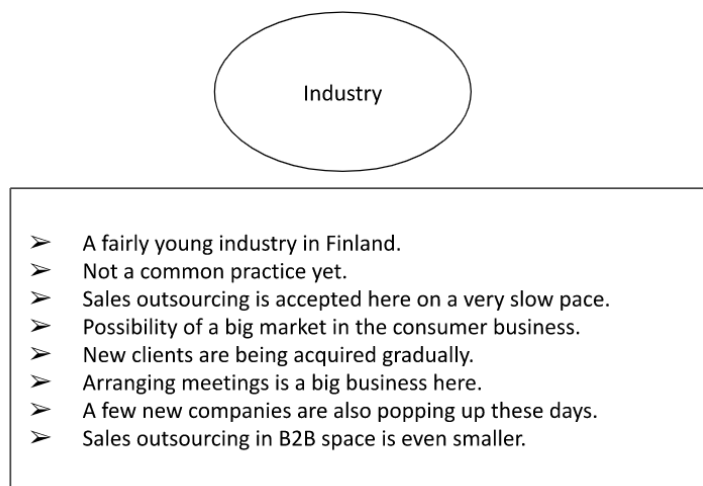 Industry
➢ A fairly young industry in Finland.
➢ Not a common practice yet.
➢ Sales outsourcing is accepted here on a very slow pace.
➢ Possibility of a big market in the consumer business.
➢ New clients are being acquired gradually.
➢ Arranging meetings is a big business here.
➢ A few new companies are also popping up these days.
➢ Sales outsourcing in B2B space is even smaller.